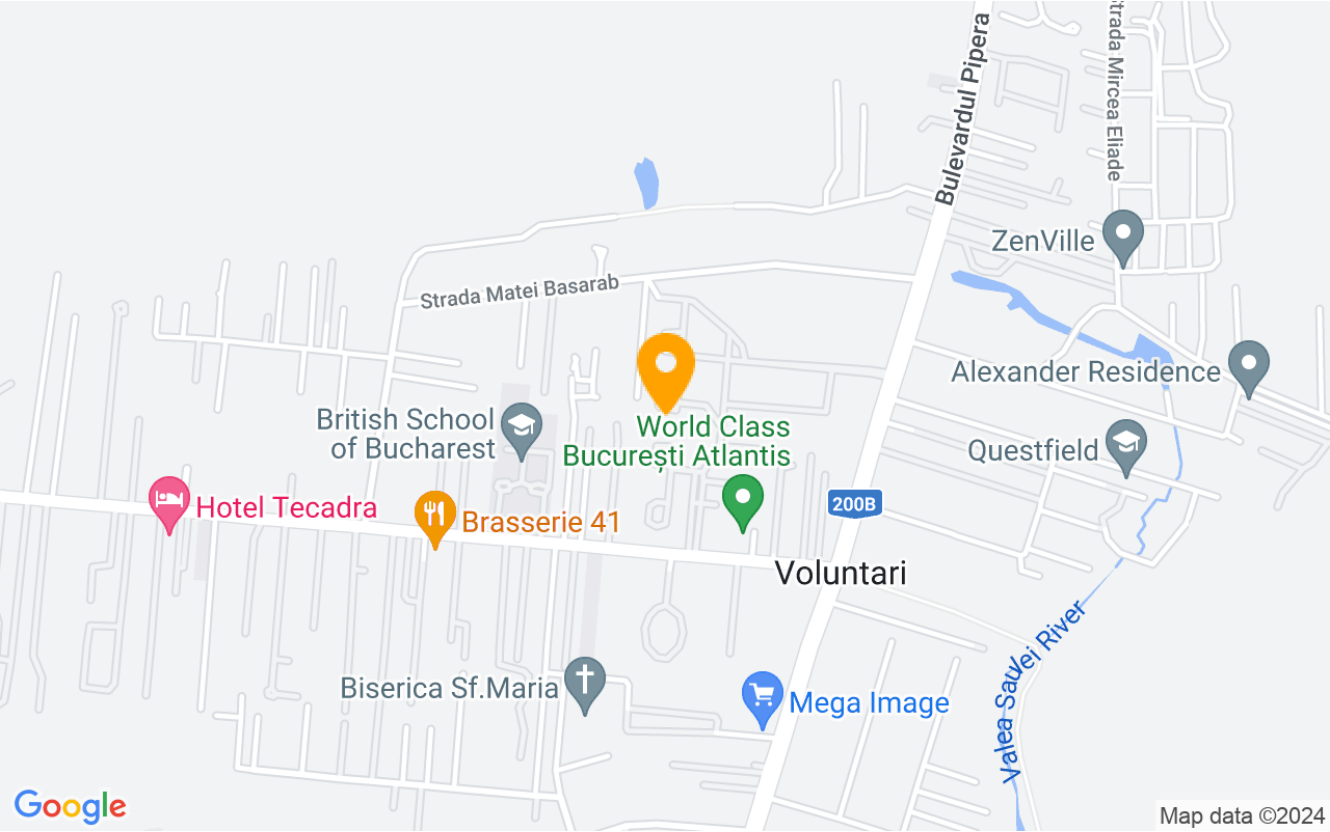 Bulevardul Pipera
Strada Mircea Eliade
ZenVille
Strada Matei Basarab
Alexander Residence
British School
of Bucharest
World Class
București Atlantis
Questfield
Hotel Tecadra
Brasserie 41
200B
Voluntari
Valea Saulei River
Biserica Sf.Maria
Mega Image
Google
Map data ©2024